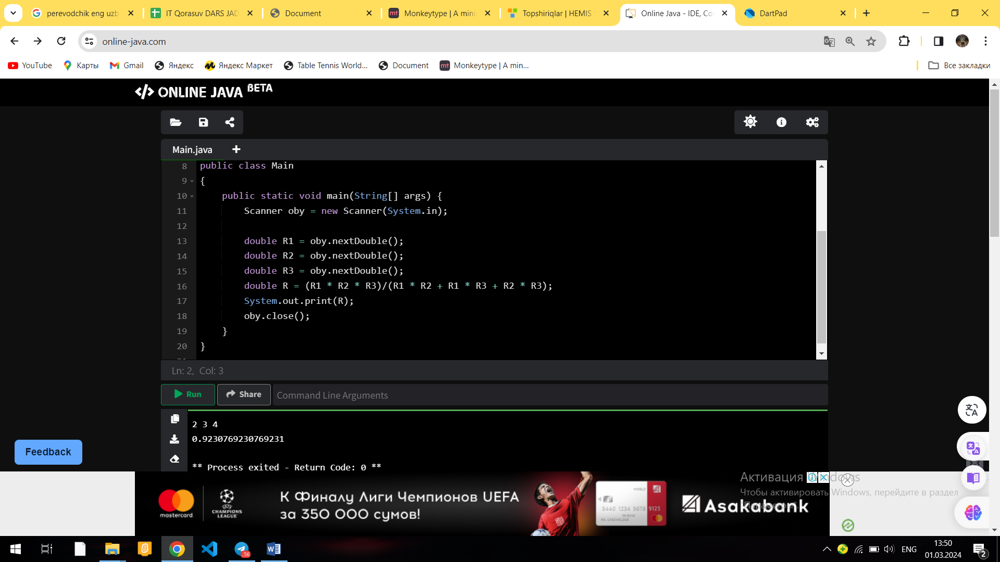 perevodchik eng uzb
IT Qorasuv DARS JAD
Document
mt
Monkeytype | A mini
Topshiriqlar | HEMIS
Online Java - IDE, Co
DartPad
online-java.com
YouTube
Карты
Gmail
Яндекс
Яндекс Маркет
Table Tennis World...
Document
mt
Monkeytype | A min...
Все закладки
</> ONLINE JAVA BETA
Main.java
8 public class Main
9 {
10 public static void main(String[] args) {
11 Scanner oby = new Scanner(System.in);
12
13 double R1 = oby.nextDouble();
14 double R2 = oby.nextDouble();
15 double R3 = oby.nextDouble();
16 double R = (R1 * R2 * R3)/(R1 * R2 + R1 * R3 + R2 * R3);
17 System.out.print(R);
18 oby.close();
19 }
20 }
Ln: 2, Col: 3
Run
Share
Command Line Arguments
2 3 4
0.9230769230769231
** Process exited - Return Code: 0 **
Feedback
mastercard.
CHAMPIONS
LEAGUE
К Финалу Лиги Чемпионов UEFA
за 350 000 сумов!
WORLD
5440 1234 5678 9123
Asakabank
Активация Windows
Чтобы активировать Windows, перейдите в раздел
"Параметры".
56
ENG
13:50
01.03.2024
2